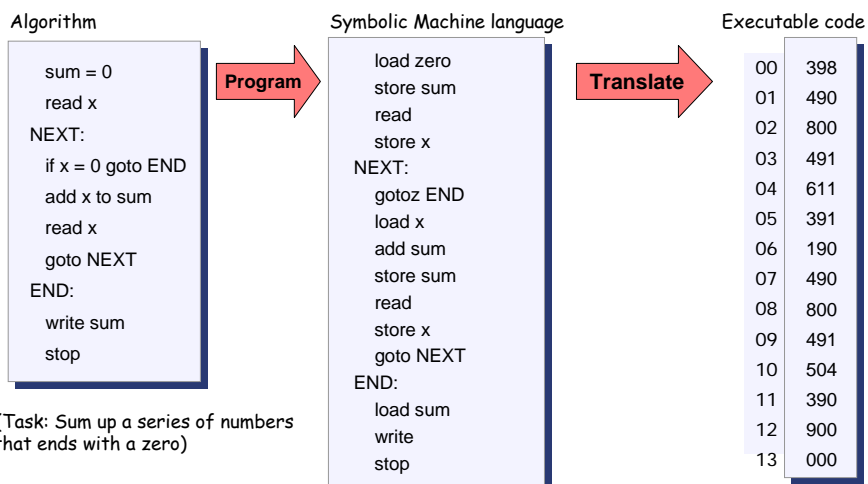 Algorithm
sum = 0
read x
NEXT:
if x = 0 goto END
add x to sum
read x
goto NEXT
END:
write sum
stop
(Task: Sum up a series of numbers
that ends with a zero)
Program
Symbolic Machine language
load zero
store sum
read
store x
NEXT:
gotoz END
load x
add sum
store sum
read
store x
goto NEXT
END:
load sum
write
stop
Translate
Executable code
00 398
01 490
02 800
03 491
04 611
05 391
06 190
07 490
08 800
09 491
10 504
11 390
12 900
13 000